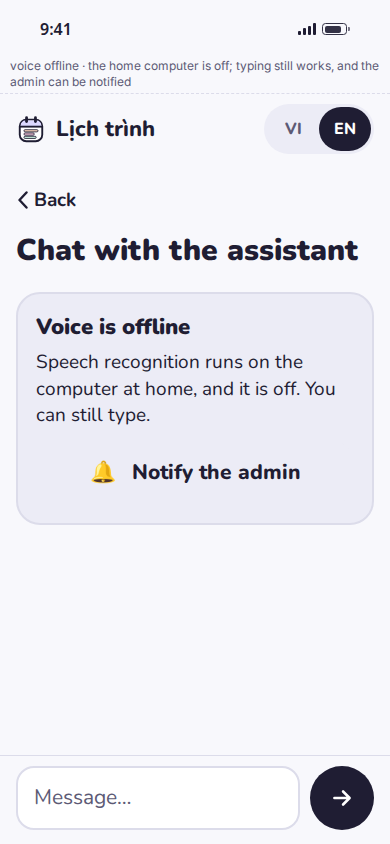 9:41
voice offline · the home computer is off; typing still works, and the
admin can be notified
Lịch trình
VI
EN
Back
Chat with the assistant
Voice is offline
Speech recognition runs on the
computer at home, and it is off. You
can still type.
🔔 Notify the admin
Message...